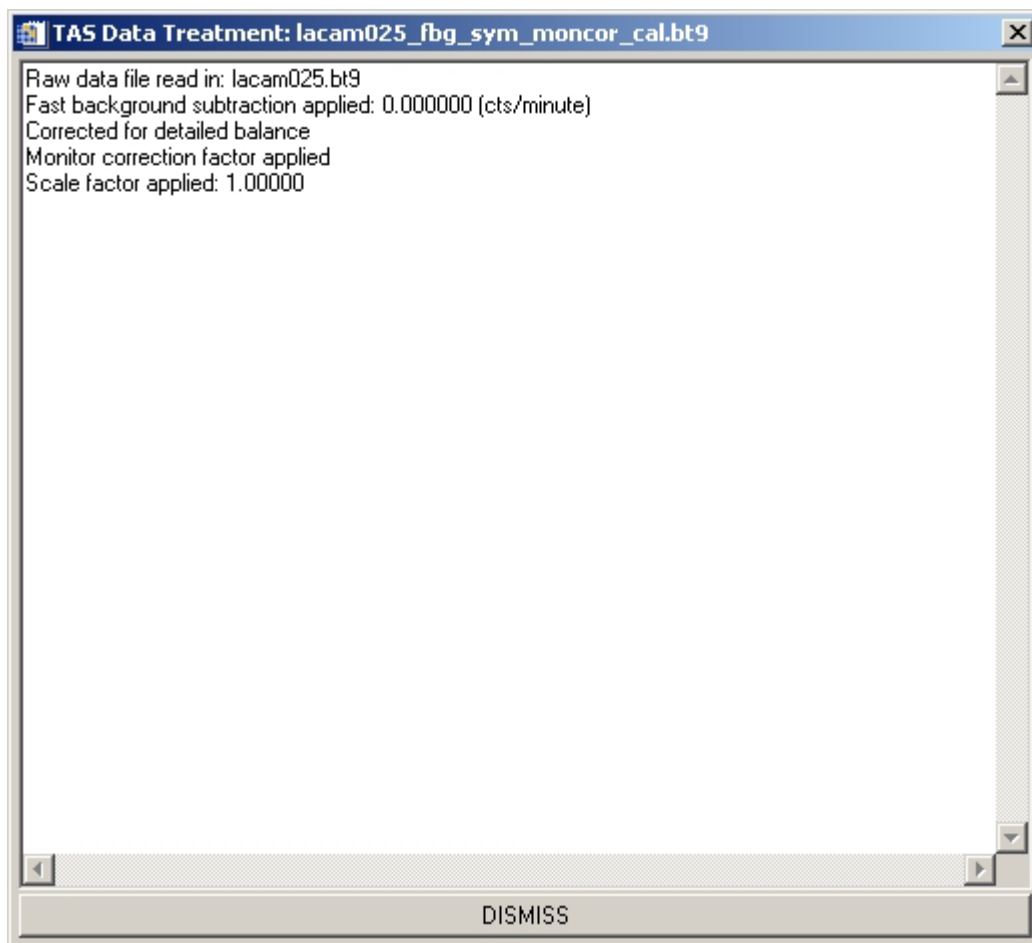 TAS Data Treatment: lacam025_fbg_sym_moncor_cal.bt9
Raw data file read in: lacam025.bt9
Fast background subtraction applied: 0.000000 (cts/minute)
Corrected for detailed balance
Monitor correction factor applied
Scale factor applied: 1.00000
DISMISS